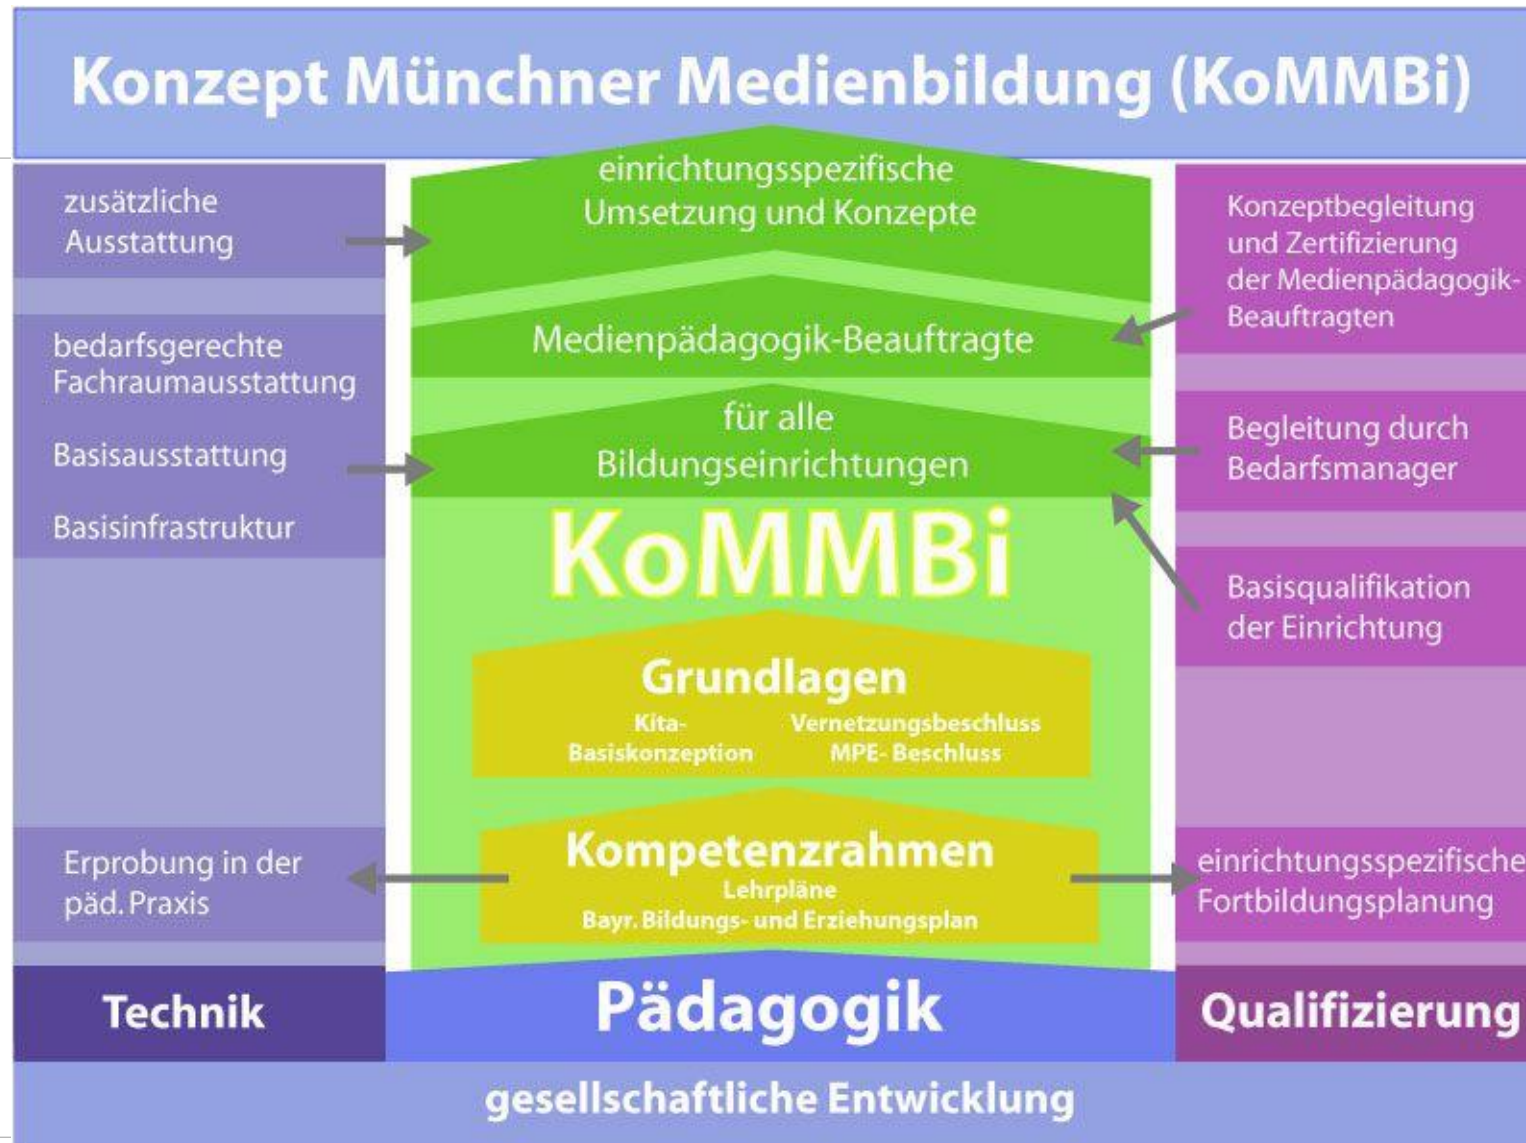 Konzept Münchner Medienbildung (KoMMBi)
zusätzliche
Ausstattung
bedarfsgerechte
Fachraumausstattung
Basisausstattung
Basisinfrastruktur
Erprobung in der
päd. Praxis
Technik
einrichtungsspezifische
Umsetzung und Konzepte
Medienpädagogik-Beauftragte
für alle
Bildungseinrichtungen
KoMMBi
Grundlagen
Kita-
Basiskonzeption
Vernetzungsbeschluss
MPE- Beschluss
Kompetenzrahmen
Lehrpläne
Bayr. Bildungs- und Erziehungsplan
Pädagogik
Konzeptbegleitung
und Zertifizierung
der Medienpädagogik-
Beauftragten
Begleitung durch
Bedarfsmanager
Basisqualifikation
der Einrichtung
einrichtungsspezifische
Fortbildungsplanung
Qualifizierung
gesellschaftliche Entwicklung